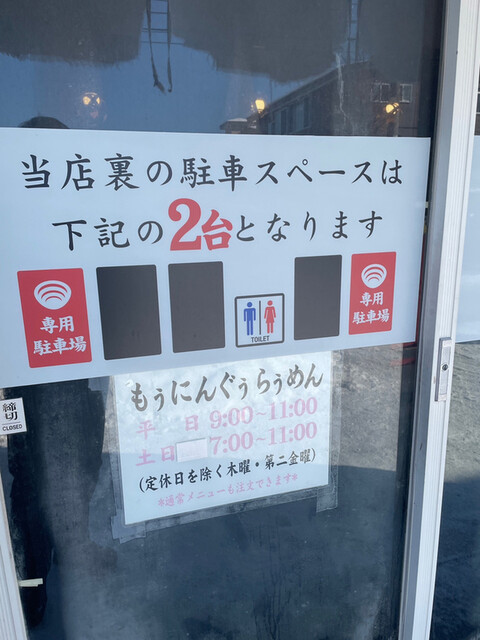 当店裏の駐車スペースは
下記の2台となります
専用
駐車場
TOILET
専用
駐車場
もぅにんぐぅらぅめん
平 日 9:00~11:00
土日 7:00~11:00
(定休日を除く木曜・第二金曜)
*通常メニューも注文できます*
締切
CLOSED